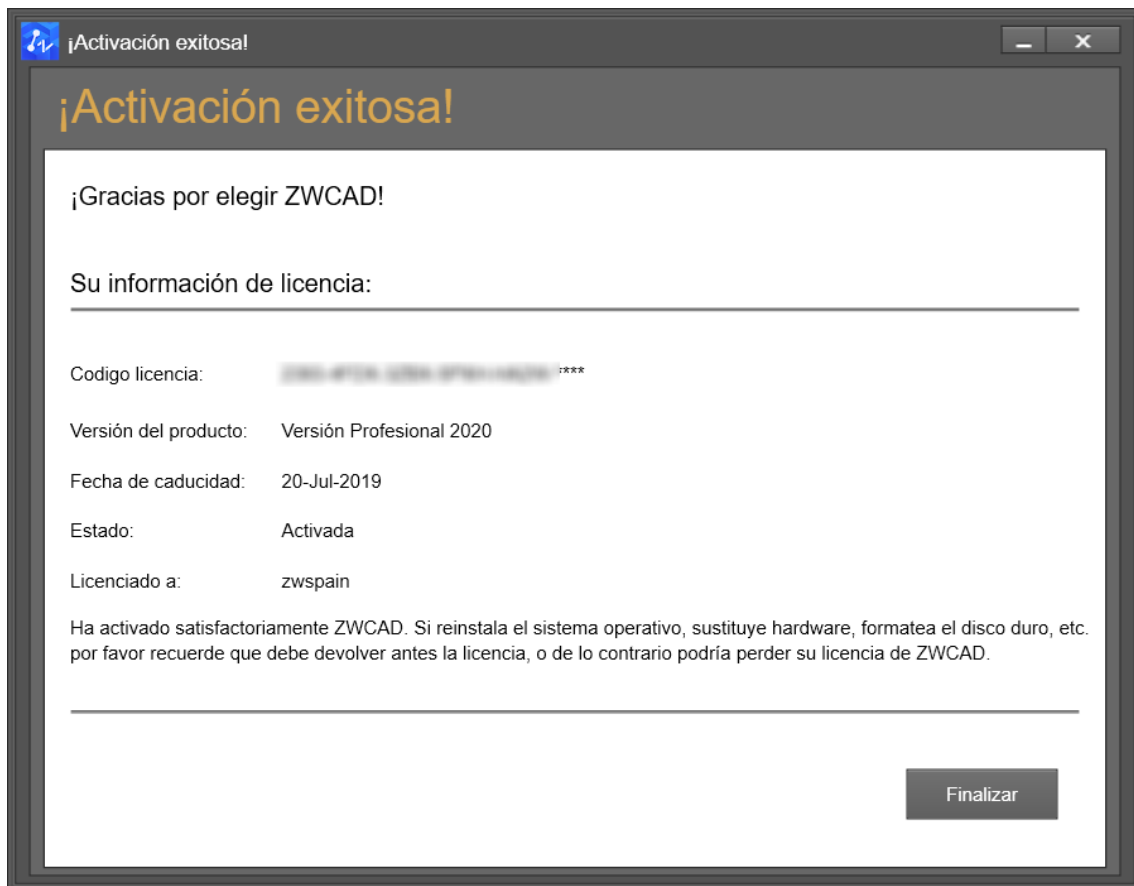 ¡Activación exitosa!
¡Activación exitosa!
¡Gracias por elegir ZWCAD!
Su información de licencia:
Codigo licencia: ****
Versión del producto: Versión Profesional 2020
Fecha de caducidad: 20-Jul-2019
Estado: Activada
Licenciado a: zwspain
Ha activado satisfactoriamente ZWCAD. Si reinstala el sistema operativo, sustituye hardware, formatea el disco duro, etc.
por favor recuerde que debe devolver antes la licencia, o de lo contrario podría perder su licencia de ZWCAD.
Finalizar